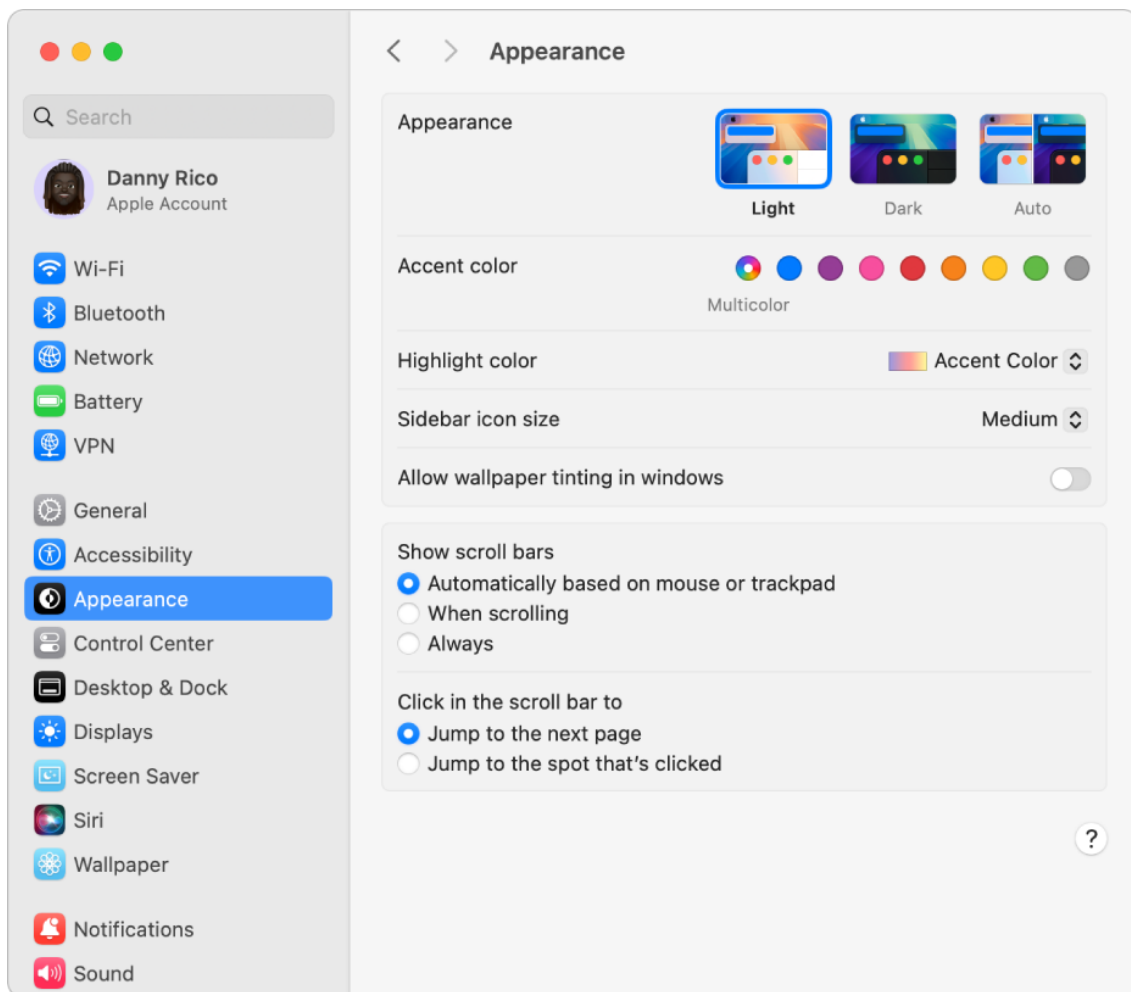 Search
Danny Rico
Apple Account
Wi-Fi
Bluetooth
Network
Battery
VPN
General
Accessibility
Appearance
Control Center
Desktop & Dock
Displays
Screen Saver
Siri
Wallpaper
Notifications
Sound
Appearance
Appearance
Light
Dark
Auto
Accent color
Multicolor
Highlight color
Accent Color
Sidebar icon size
Medium
Allow wallpaper tinting in windows
Show scroll bars
Automatically based on mouse or trackpad
When scrolling
Always
Click in the scroll bar to
Jump to the next page
Jump to the spot that's clicked
?